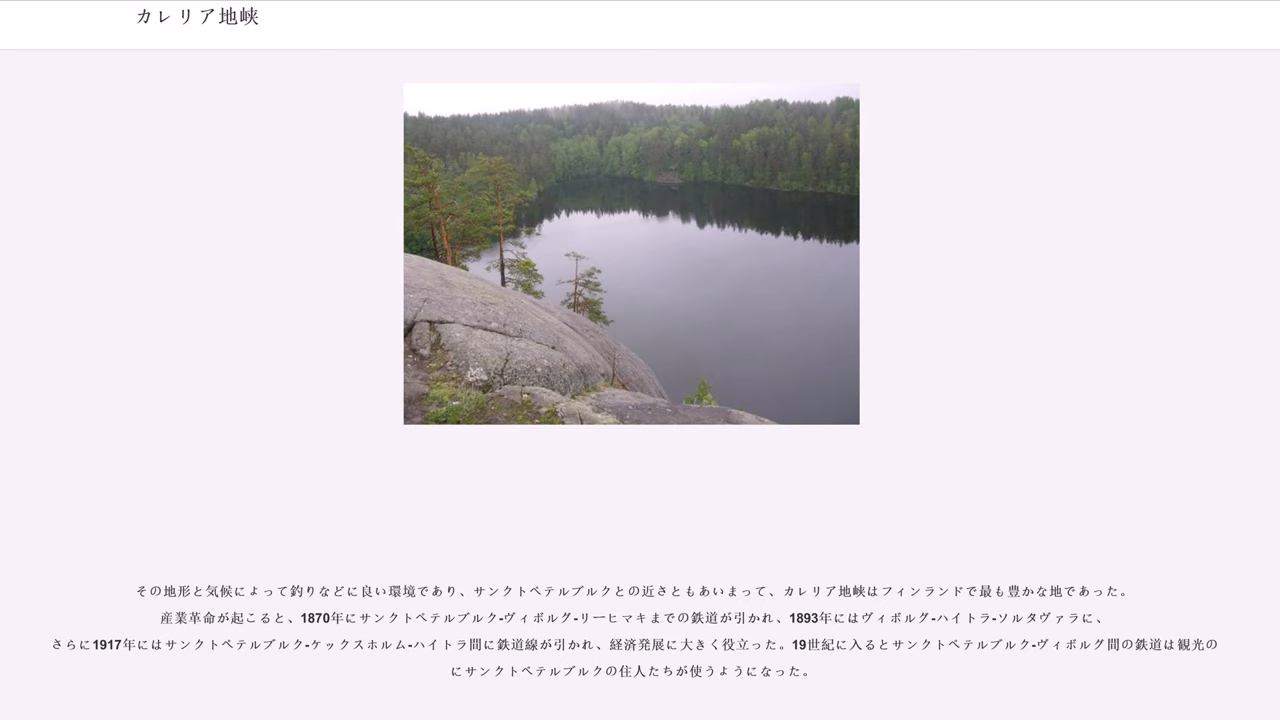 カレリア地峡
その地形と気候によって釣りなどに良い環境であり、サンクトペテルブルクとの近さともあいまって、カレリア地峡はフィンランドで最も豊かな地であった。
産業革命が起こると、1870年にサンクトペテルブルク-ヴィボルグ-リーヒマキまでの鉄道が引かれ、1893年にはヴィボルグ-ハイトラ-ソルタヴァラに、
さらに1917年にはサンクトペテルブルク-ケックスホルム-ハイトラ間に鉄道線が引かれ、経済発展に大きく役立った。19世紀に入るとサンクトペテルブルク-ヴィボルグ間の鉄道は観光の
にサンクトペテルブルクの住人たちが使うようになった。